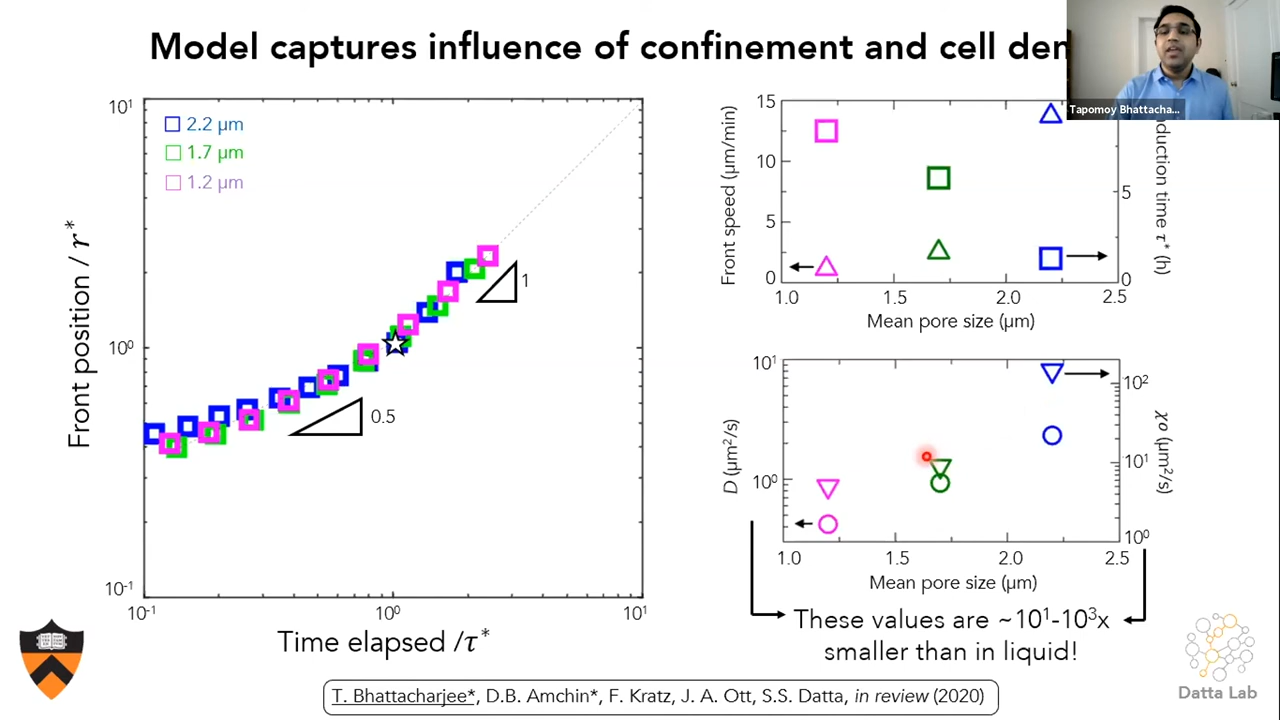 Model captures influence of confinement and cell den
Tapomoy Bhattacha...
10¹
2.2 μm
1.7 μm
1.2 μm
10⁰
10⁻¹
Front position / r*
1
0.5
10⁻¹ 10⁰ 10¹
Time elapsed /τ*
15
10
5
0
Front speed (μm/min)
5
0
duction time τ* (h)
1.0 1.5 2.0 2.5
Mean pore size (μm)
10¹
10⁰
D (μm²/s)
10²
10¹
10⁰
χo (μm²/s)
1.0 1.5 2.0 2.5
Mean pore size (μm)
These values are ~10¹-10³x
smaller than in liquid!
T. Bhattacharjee*, D.B. Amchin*, F. Kratz, J. A. Ott, S.S. Datta, in review (2020)
Datta Lab